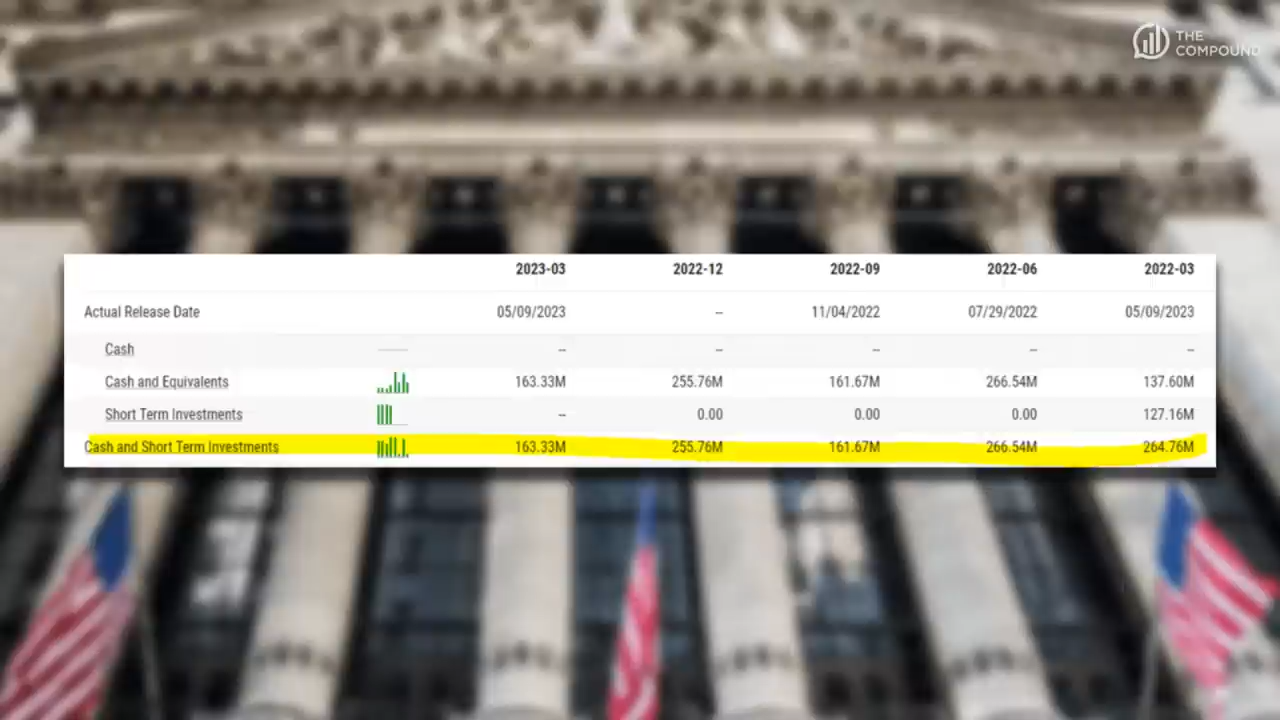 THE
COMPOUND
2023-03 2022-12 2022-09 2022-06 2022-03
Actual Release Date 05/09/2023 -- 11/04/2022 07/29/2022 05/09/2023
Cash -- -- -- -- --
Cash and Equivalents 163.33M 255.76M 161.67M 266.54M 137.60M
Short Term Investments -- 0.00 0.00 0.00 127.16M
Cash and Short Term Investments 163.33M 255.76M 161.67M 266.54M 264.76M